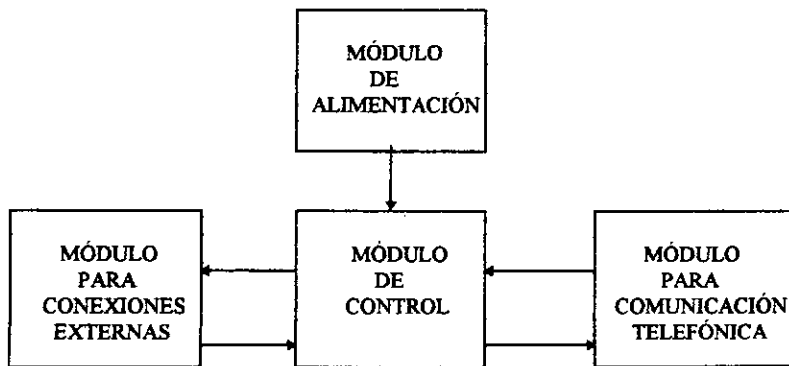 MÓDULO
DE
ALIMENTACIÓN
MÓDULO
PARA
CONEXIONES
EXTERNAS
MÓDULO
DE
CONTROL
MÓDULO
PARA
COMUNICACIÓN
TELEFÓNICA